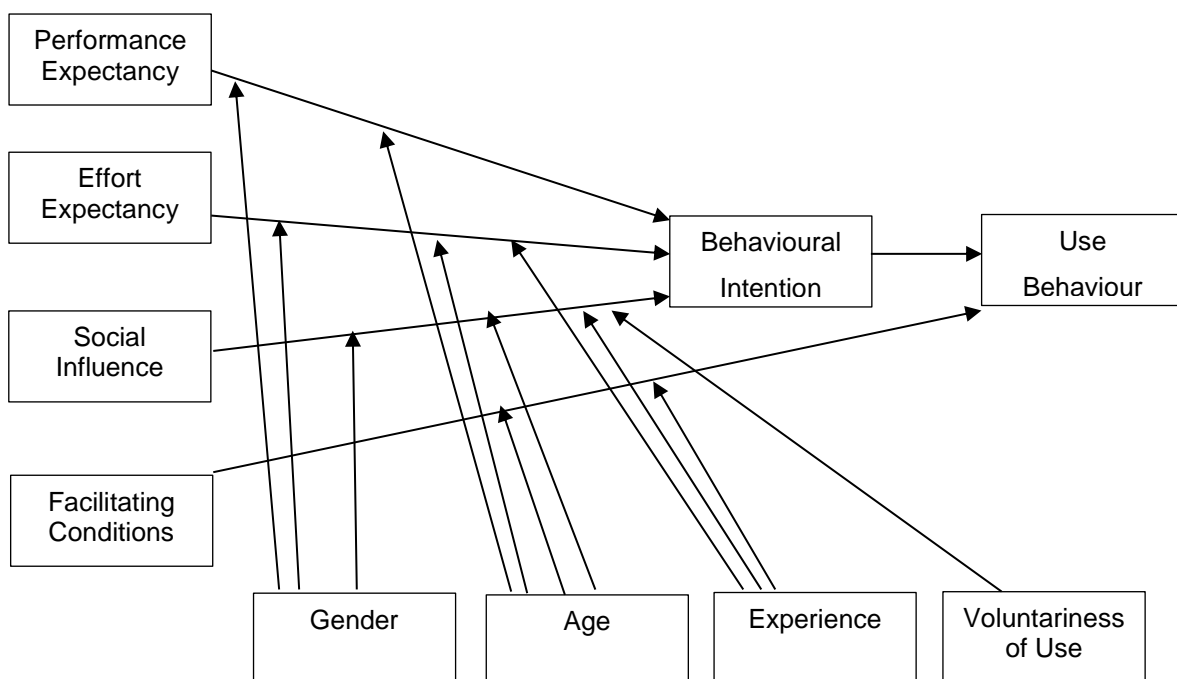 Performance
Expectancy
Effort
Expectancy
Behavioural
Intention
Use
Behaviour
Social
Influence
Facilitating
Conditions
Gender
Age
Experience
Voluntariness
of Use